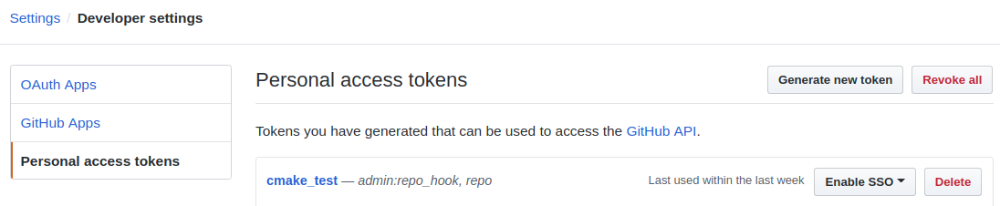 Settings / Developer settings
OAuth Apps
GitHub Apps
Personal access tokens
Personal access tokens
Generate new token
Revoke all
Tokens you have generated that can be used to access the GitHub API.
cmake_test — admin:repo_hook, repo
Last used within the last week
Enable SSO
Delete